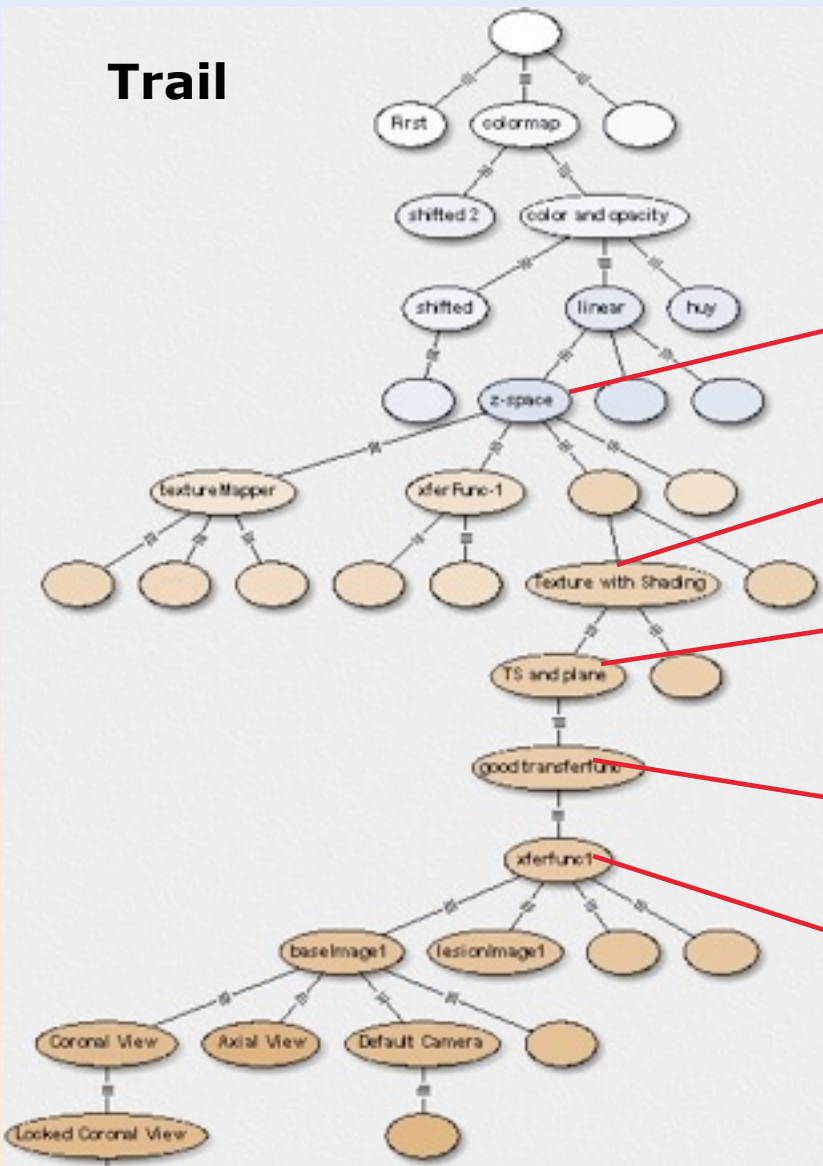 Trail
First
colormap
shifted 2
color and opacity
shifted
linear
huy
z-space
textureMapper
xferFunc-1
Texture with Shading
TS and plane
good transferfunc
xferfunc1
baseImage1
lesionImage1
Coronal View
Axial View
Default Camera
Locked Coronal View